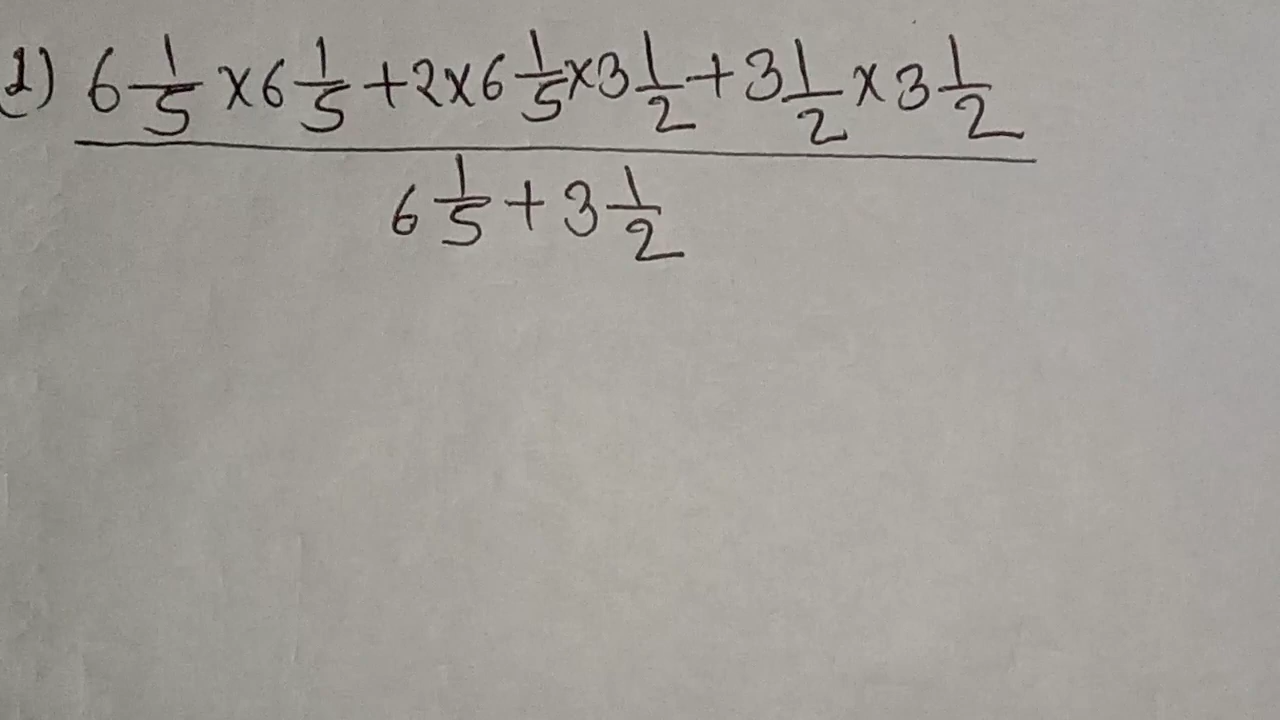 1) 6 1/5 × 6 1/5 + 2 × 6 1/5 × 3 1/2 + 3 1/2 × 3 1/2
6 1/5 + 3 1/2